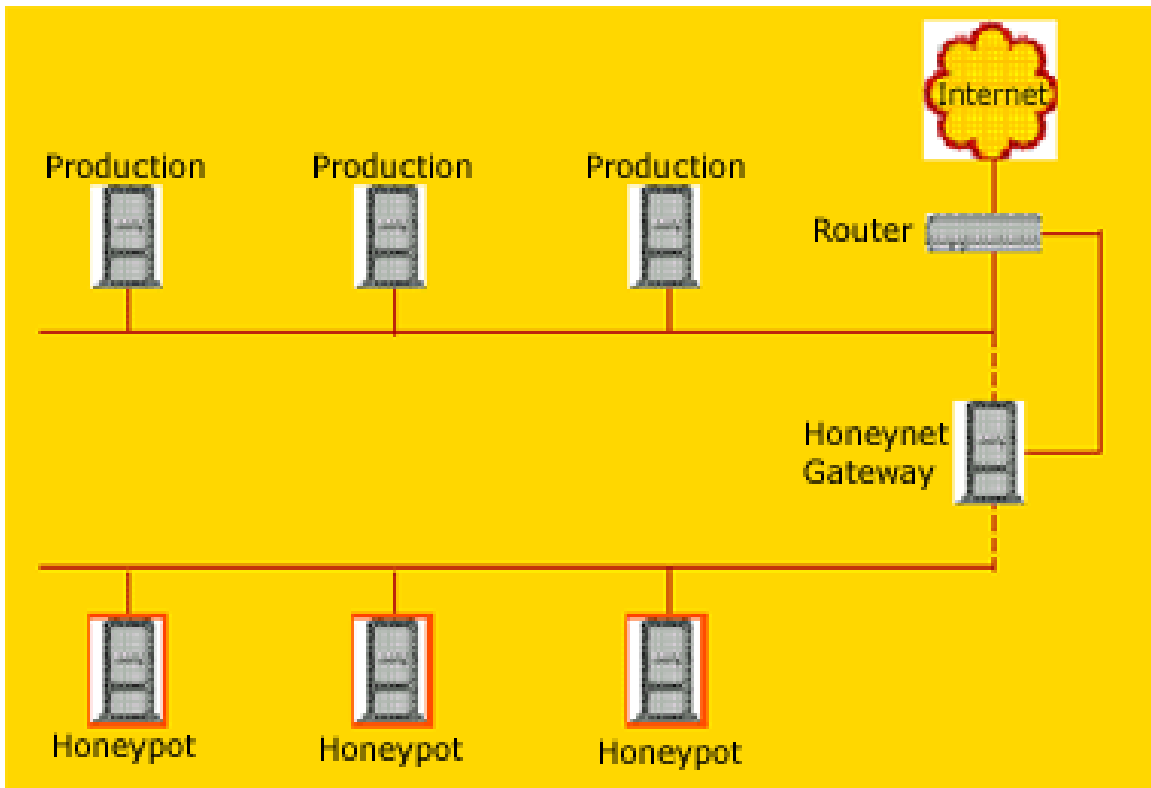 Internet
Production
Production
Production
Router
Honeynet
Gateway
Honeypot
Honeypot
Honeypot